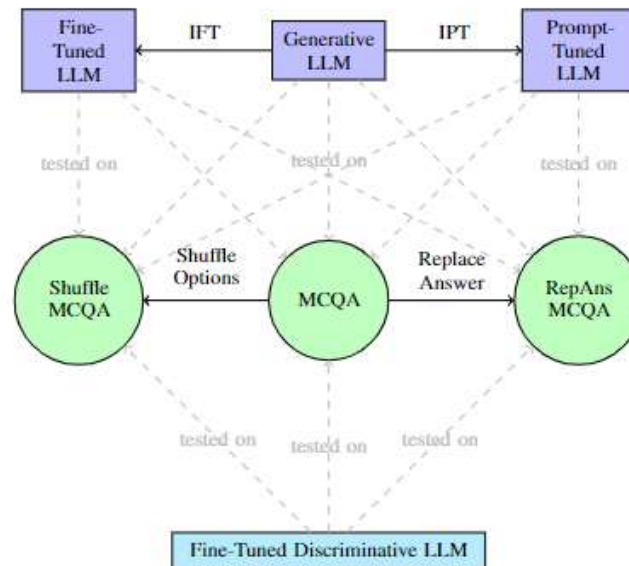 Fine-
Tuned
LLM
IFT
Generative
LLM
IPT
Prompt-
Tuned
LLM
tested on
tested on
tested on
Shuffle
MCQA
Shuffle
Options
MCQA
Replace
Answer
RepAns
MCQA
tested on
tested on
tested on
Fine-Tuned Discriminative LLM